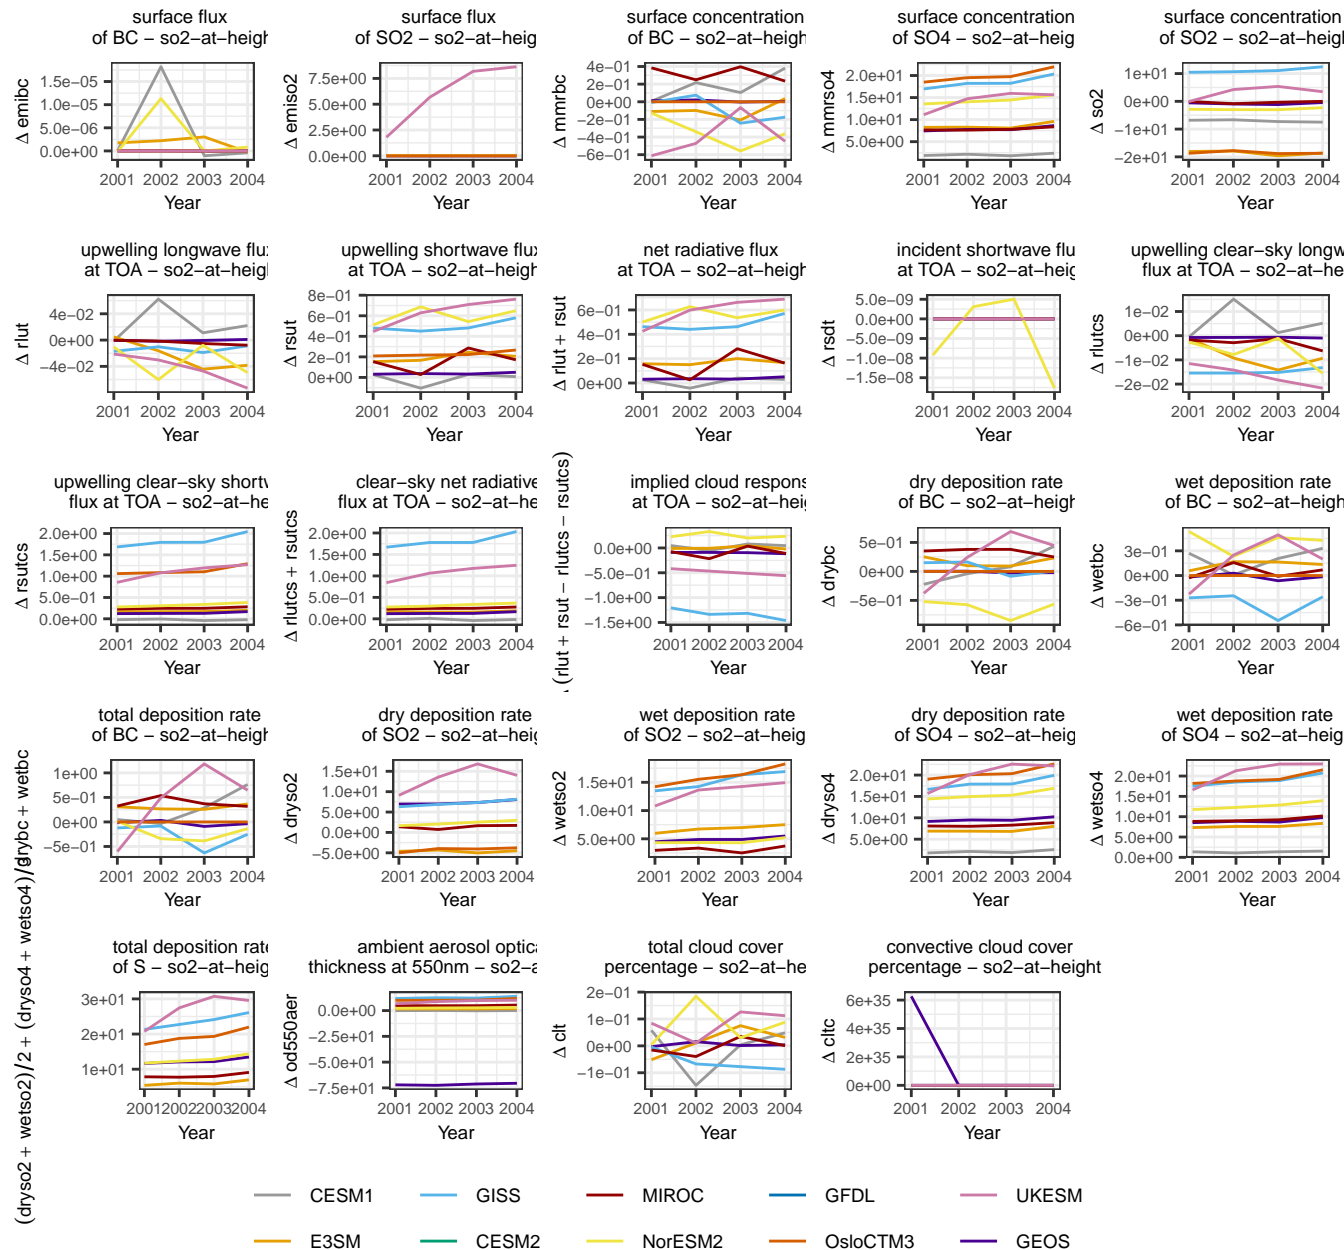 surface flux
of BC − so2−at−heigh
Δ emibc
1.5e−05
1.0e−05
5.0e−06
0.0e+00
2001 2002 2003 2004
Year
surface flux
of SO2 − so2−at−heig
Δ emiso2
7.5e+00
5.0e+00
2.5e+00
0.0e+00
2001 2002 2003 2004
Year
surface concentration
of BC − so2−at−heigh
Δ mmrbc
4e−01
2e−01
0e+00
−2e−01
−4e−01
−6e−01
2001 2002 2003 2004
Year
surface concentration
of SO4 − so2−at−heig
Δ mmrso4
2.0e+01
1.5e+01
1.0e+01
5.0e+00
2001 2002 2003 2004
Year
surface concentration
of SO2 − so2−at−heigh
Δ so2
1e+01
0e+00
−1e+01
−2e+01
2001 2002 2003 2004
Year
upwelling longwave flux
at TOA − so2−at−heigh
Δ rlut
4e−02
0e+00
−4e−02
2001 2002 2003 2004
Year
upwelling shortwave flux
at TOA − so2−at−heigh
Δ rsut
8e−01
6e−01
4e−01
2e−01
0e+00
2001 2002 2003 2004
Year
net radiative flux
at TOA − so2−at−heigh
Δ rlut + rsut
6e−01
4e−01
2e−01
0e+00
2001 2002 2003 2004
Year
incident shortwave flu
at TOA − so2−at−heig
Δ rsdt
5.0e−09
0.0e+00
−5.0e−09
−1.0e−08
−1.5e−08
2001 2002 2003 2004
Year
upwelling clear−sky longw
flux at TOA − so2−at−he
Δ rlutcs
1e−02
0e+00
−1e−02
−2e−02
2001 2002 2003 2004
Year
upwelling clear−sky shortw
flux at TOA − so2−at−he
Δ rsutcs
2.0e+00
1.5e+00
1.0e+00
5.0e−01
0.0e+00
2001 2002 2003 2004
Year
clear−sky net radiative
flux at TOA − so2−at−he
Δ rlutcs + rsutcs
2.0e+00
1.5e+00
1.0e+00
5.0e−01
0.0e+00
2001 2002 2003 2004
Year
implied cloud respons
at TOA − so2−at−heig
(rlut + rsut − rlutcs − rsutcs)
0.0e+00
−5.0e−01
−1.0e+00
−1.5e+00
2001 2002 2003 2004
Year
dry deposition rate
of BC − so2−at−heigh
Δ drybc
5e−01
0e+00
−5e−01
2001 2002 2003 2004
Year
wet deposition rate
of BC − so2−at−heigh
Δ wetbc
3e−01
0e+00
−3e−01
−6e−01
2001 2002 2003 2004
Year
total deposition rate
of BC − so2−at−heigh
drybc + wetbc
1e+00
5e−01
0e+00
−5e−01
2001 2002 2003 2004
Year
dry deposition rate
of SO2 − so2−at−heig
Δ dryso2
1.5e+01
1.0e+01
5.0e+00
0.0e+00
−5.0e+00
2001 2002 2003 2004
Year
wet deposition rate
of SO2 − so2−at−heig
Δ wetso2
1.5e+01
1.0e+01
5.0e+00
2001 2002 2003 2004
Year
dry deposition rate
of SO4 − so2−at−heig
Δ dryso4
2.0e+01
1.5e+01
1.0e+01
5.0e+00
2001 2002 2003 2004
Year
wet deposition rate
of SO4 − so2−at−heig
Δ wetso4
2.0e+01
1.5e+01
1.0e+01
5.0e+00
0.0e+00
2001 2002 2003 2004
Year
total deposition rate
of S − so2−at−heig
(dryso2 + wetso2)/2 + (dryso4 + wetso4)/3
3e+01
2e+01
1e+01
2001 2002 2003 2004
Year
ambient aerosol optica
thickness at 550nm − so2−a
Δ od550aer
0.0e+00
−2.5e+01
−5.0e+01
−7.5e+01
2001 2002 2003 2004
Year
total cloud cover
percentage − so2−at−he
Δ clt
2e−01
1e−01
0e+00
−1e−01
2001 2002 2003 2004
Year
convective cloud cover
percentage − so2−at−height
Δ cltc
6e+35
4e+35
2e+35
0e+00
2001 2002 2003 2004
Year
CESM1 GISS MIROC GFDL UKESM
E3SM CESM2 NorESM2 OsloCTM3 GEOS